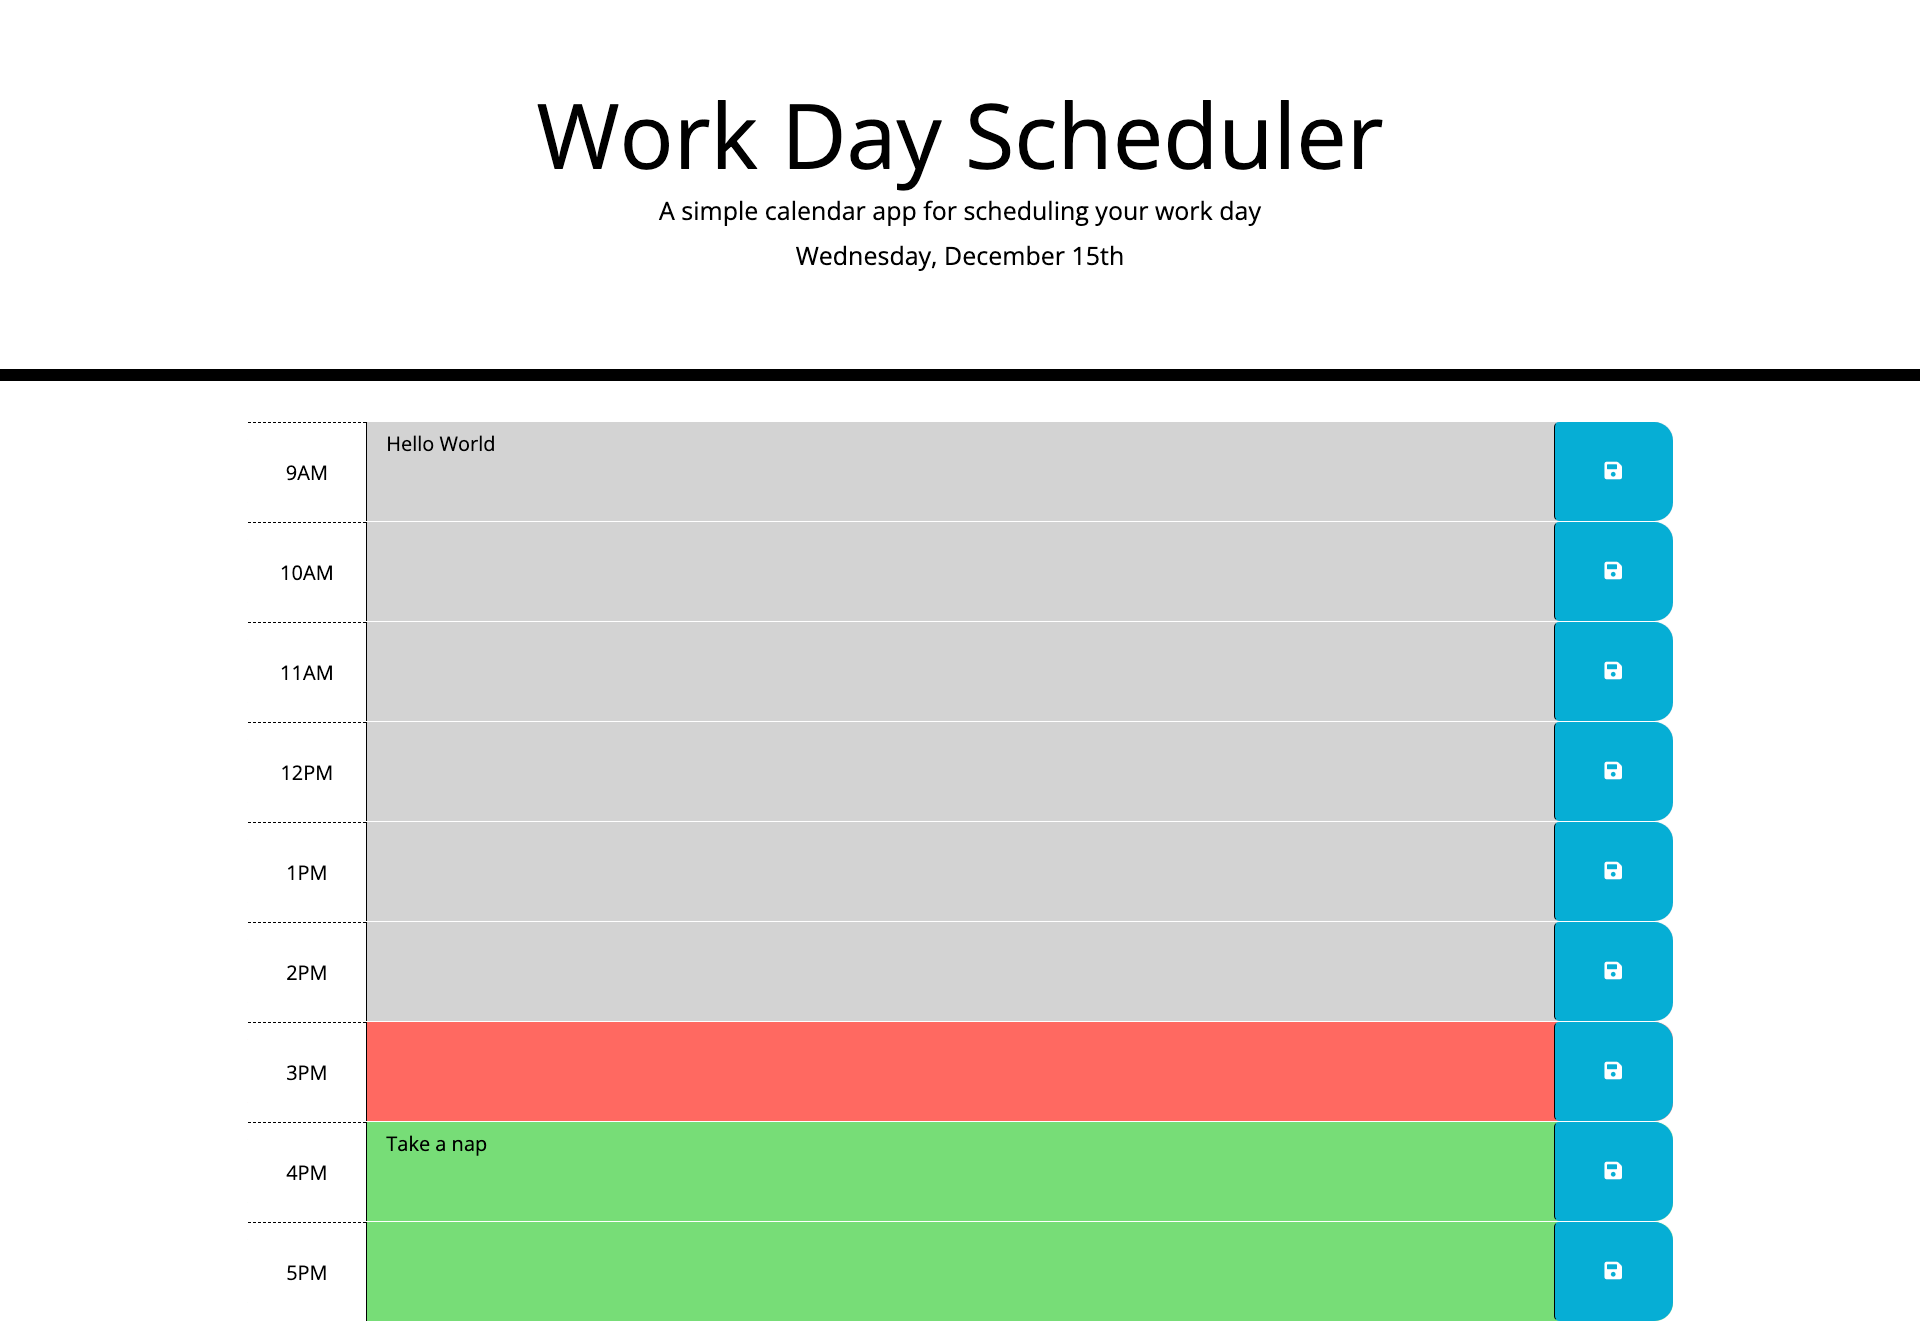 Work Day Scheduler
A simple calendar app for scheduling your work day
Wednesday, December 15th
9AM
Hello World
10AM
11AM
12PM
1PM
2PM
3PM
4PM
Take a nap
5PM